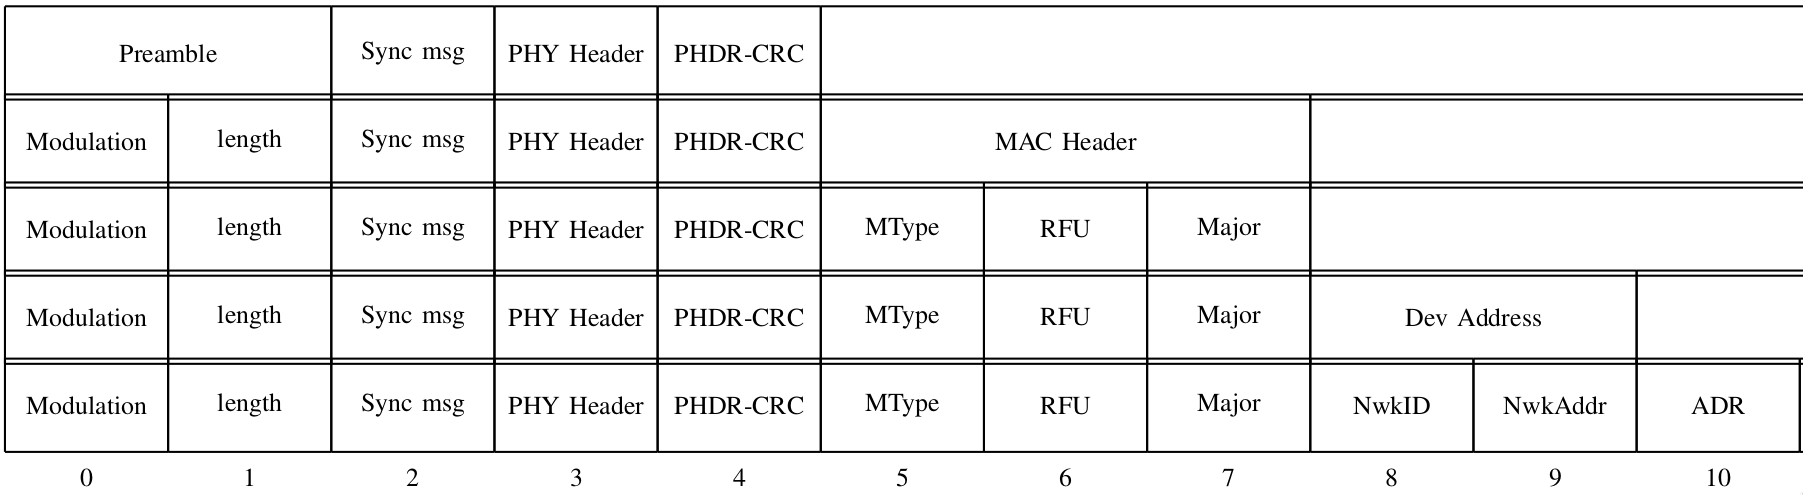 Preamble Sync msg PHY Header PHDR-CRC
Modulation length Sync msg PHY Header PHDR-CRC MAC Header
Modulation length Sync msg PHY Header PHDR-CRC MType RFU Major
Modulation length Sync msg PHY Header PHDR-CRC MType RFU Major Dev Address
Modulation length Sync msg PHY Header PHDR-CRC MType RFU Major NwkID NwkAddr ADR
0 1 2 3 4 5 6 7 8 9 10